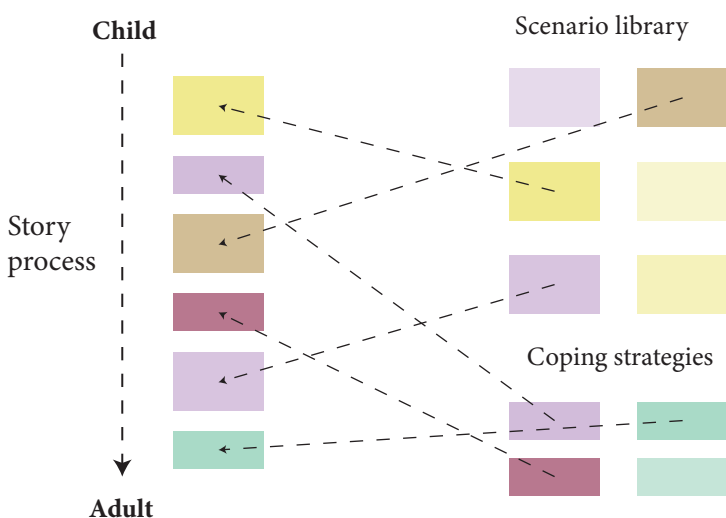 Child
Scenario library
Story
process
Coping strategies
Adult